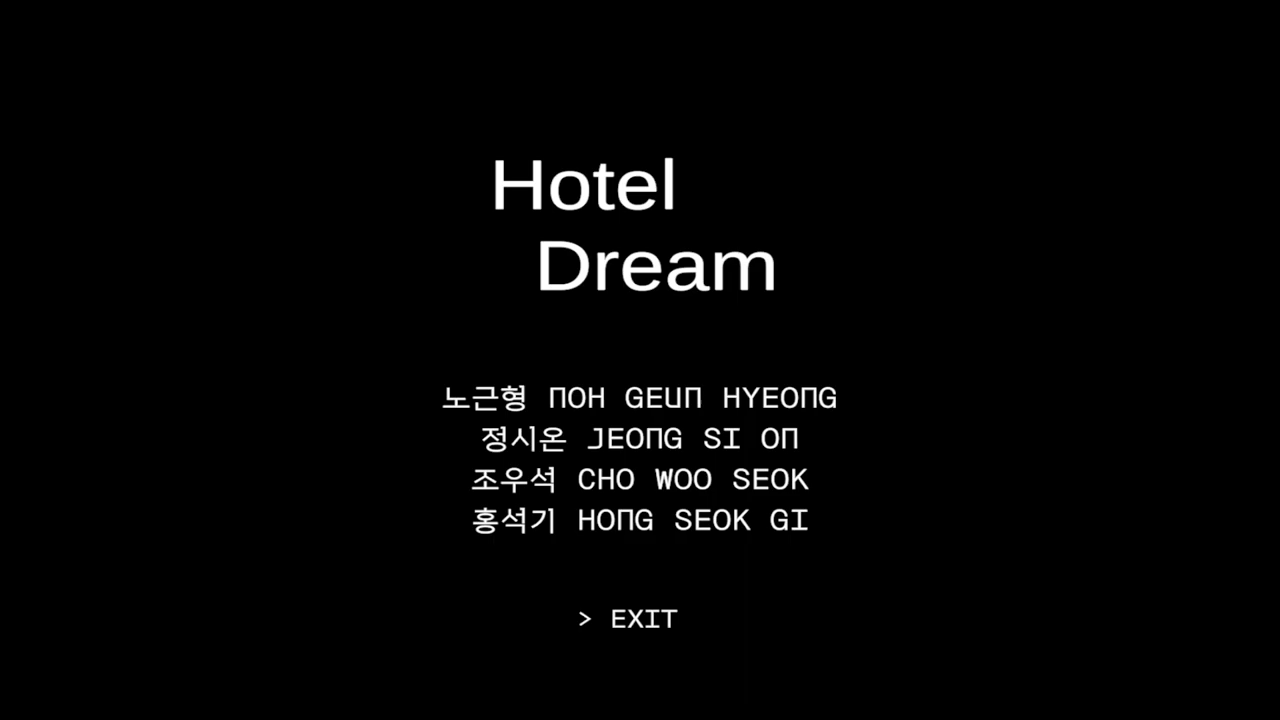 Hotel
Dream
노근형 NOH GEUN HYEONG
정시온 JEONG SI ON
조우석 CHO WOO SEOK
홍석기 HONG SEOK GI
> EXIT